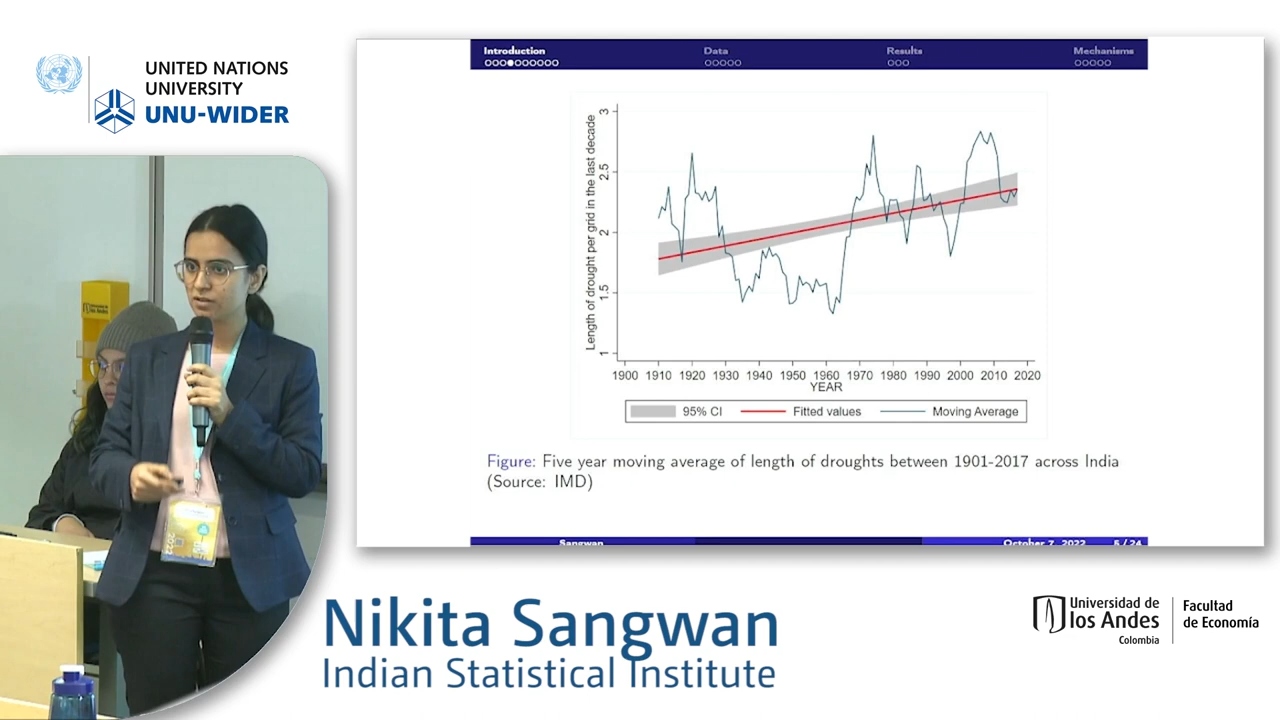 UNITED NATIONS
UNIVERSITY
UNU-WIDER
Introduction
Data
Results
Mechanisms
Length of drought per grid in the last decade
3
2.5
2
1.5
1
1900 1910 1920 1930 1940 1950 1960 1970 1980 1990 2000 2010 2020
YEAR
95% CI
Fitted values
Moving Average
Figure: Five year moving average of length of droughts between 1901-2017 across India
(Source: IMD)
Sangwan
October 7, 2022
Nikita Sangwan
Indian Statistical Institute
Universidad de
los Andes
Colombia
Facultad
de Economía